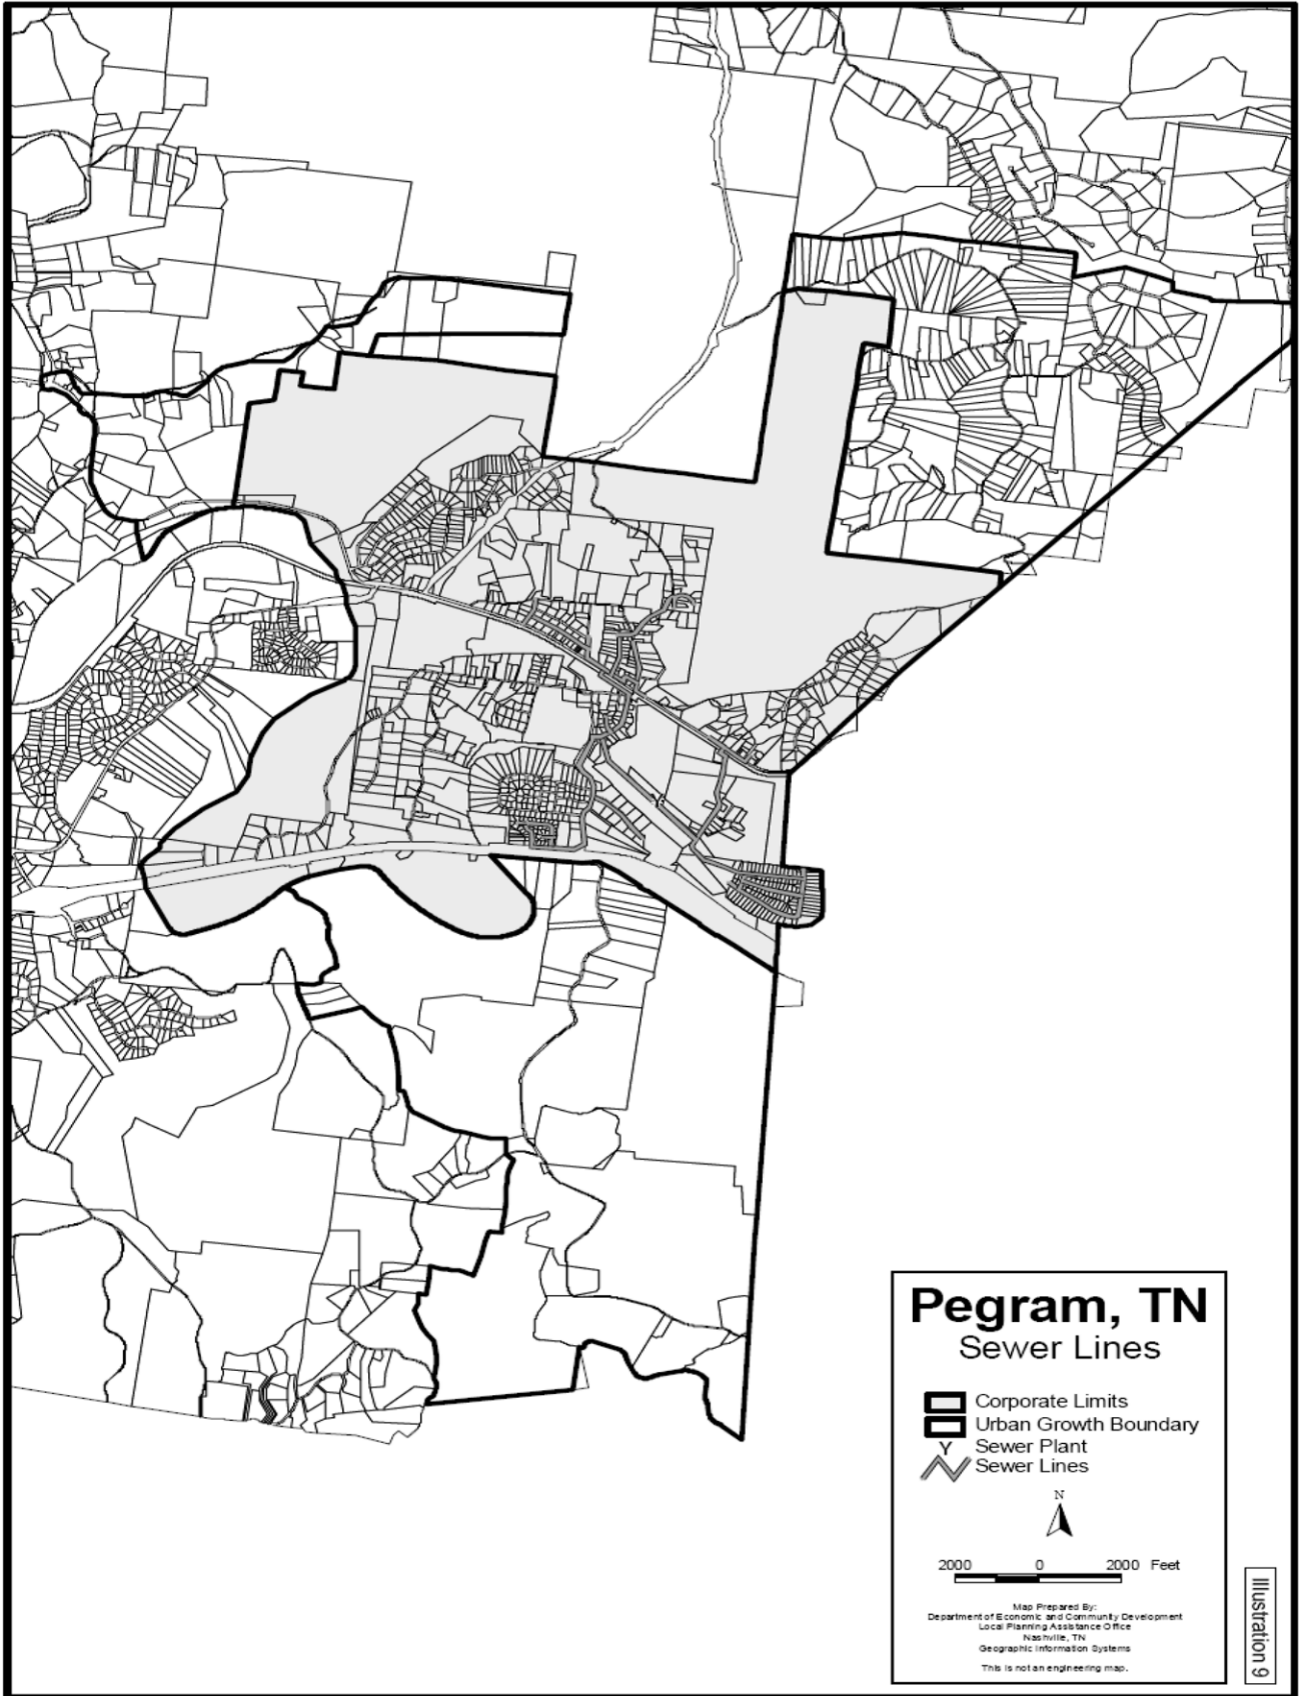 Pegram, TN
Sewer Lines
Corporate Limits
Urban Growth Boundary
Y Sewer Plant
Sewer Lines
N
2000 0 2000 Feet
Map Prepared By:
Department of Economic and Community Development
Local Planning Assistance Office
Nashville, TN
Geographic Information Systems
This is not an engineering map.
Illustration 9